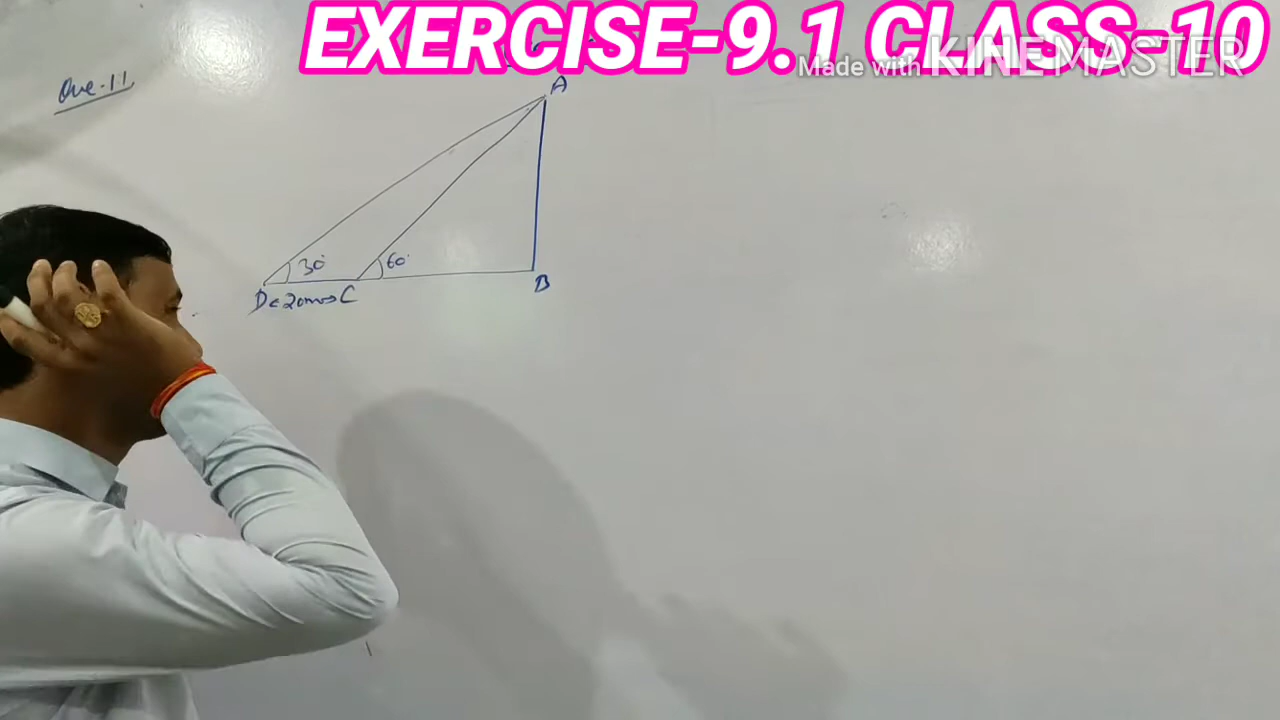 EXERCISE-9.1 CLASS-10
Made with KINEMASTER
Que.11
A
30°
60°
D<20m>C
B